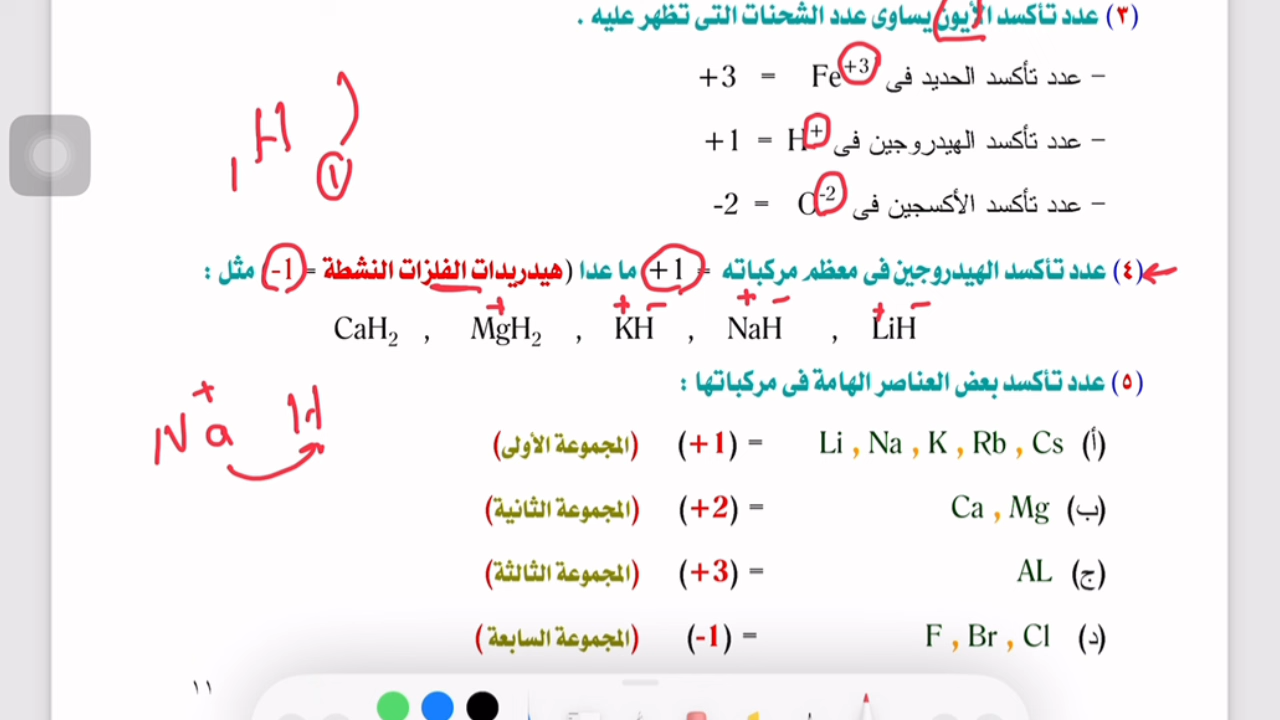 (٣) عدد تأكسد الأيون يساوى عدد الشحنات التى تظهر عليه .
– عدد تأكسد الحديد فى Fe+3 = +3
– عدد تأكسد الهيدروجين فى H+ = +1
– عدد تأكسد الأكسجين فى O-2 = -2
1H
1
(٤) عدد تأكسد الهيدروجين فى معظم مركباته = +1 ما عدا (هيدريدات الفلزات النشطة = -1) مثل :
+ + - + - + -
CaH2 , MgH2 , KH , NaH , LiH
(٥) عدد تأكسد بعض العناصر الهامة فى مركباتها :
Na+ H
(أ) Li , Na , K , Rb , Cs = (+1) (المجموعة الأولى)
(ب) Ca , Mg = (+2) (المجموعة الثانية)
(ج) AL = (+3) (المجموعة الثالثة)
(د) F , Br , Cl = (-1) (المجموعة السابعة)
١١